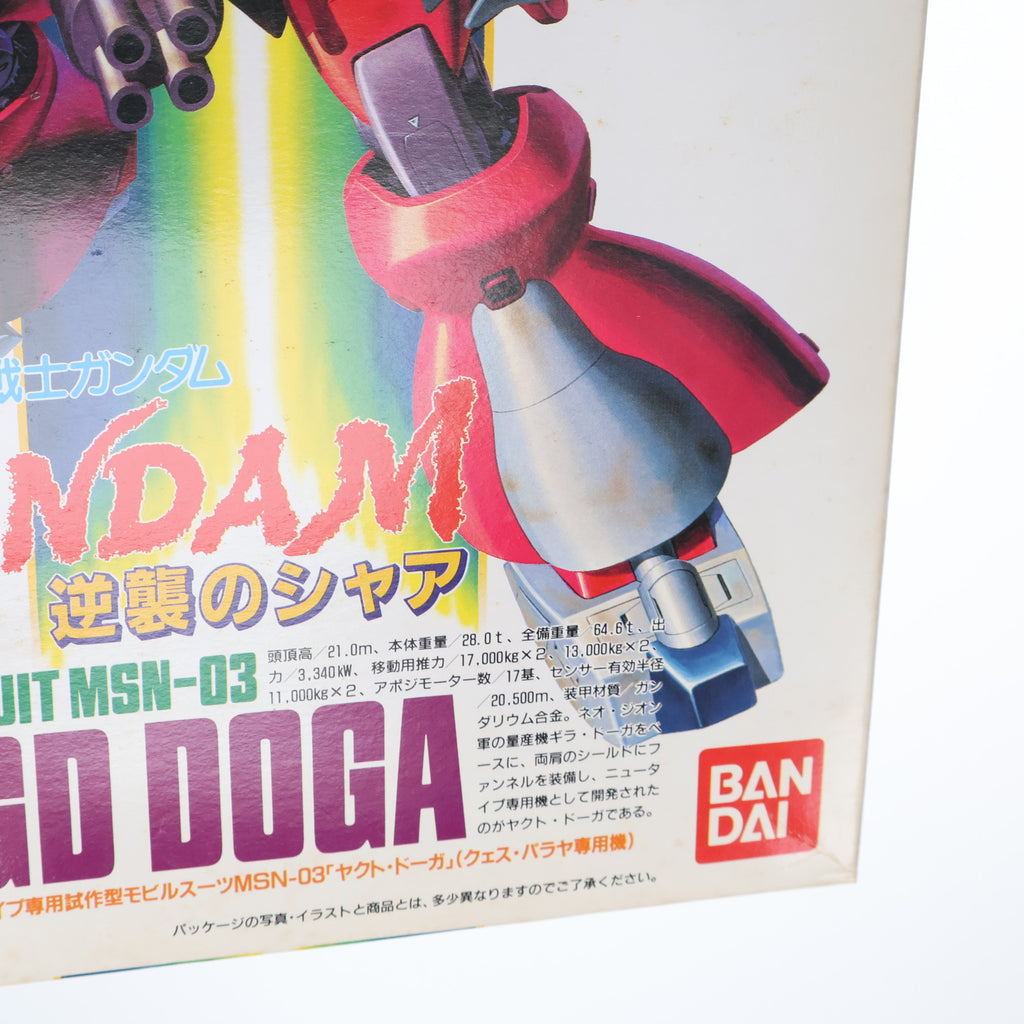 戦士ガンダム
NDAM
逆襲のシャア
UIT MSN-03
GD DOGA
頭頂高/21.0m、本体重量/28.0t、全備重量/64.6t、出
力/3,340kW、移動用推力/17,000kg×2、13,000kg×2、
11,000kg×2、アポジモーター数/17基、センサー有効半径
/20,500m、装甲材質/ガン
ダリウム合金。ネオ・ジオン
軍の量産機ギラ・ドーガをベ
ースに、両肩のシールドにフ
ァンネルを装備し、ニュータ
イプ専用機として開発された
のがヤクト・ドーガである。
BAN
DAI
イプ専用試作型モビルスーツMSN-03「ヤクト・ドーガ」(クェス・パラヤ専用機)
パッケージの写真・イラストと商品とは、多少異なりますのでご了承ください。